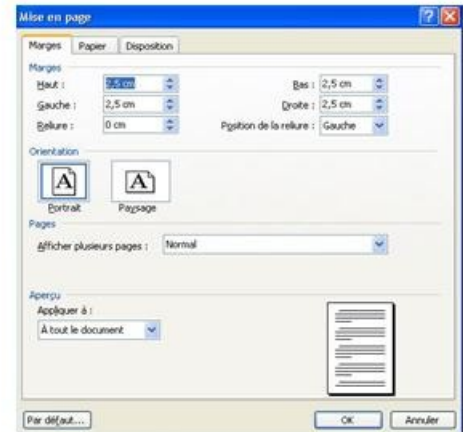 Mise en page
Marges Papier Disposition
Marges
Haut : 2,5 cm Bas : 2,5 cm
Gauche : 2,5 cm Droite : 2,5 cm
Reliure : 0 cm Position de la reliure : Gauche
Orientation
A A
Portrait Paysage
Pages
Afficher plusieurs pages : Normal
Aperçu
Appliquer à :
À tout le document
Par défaut... OK Annuler